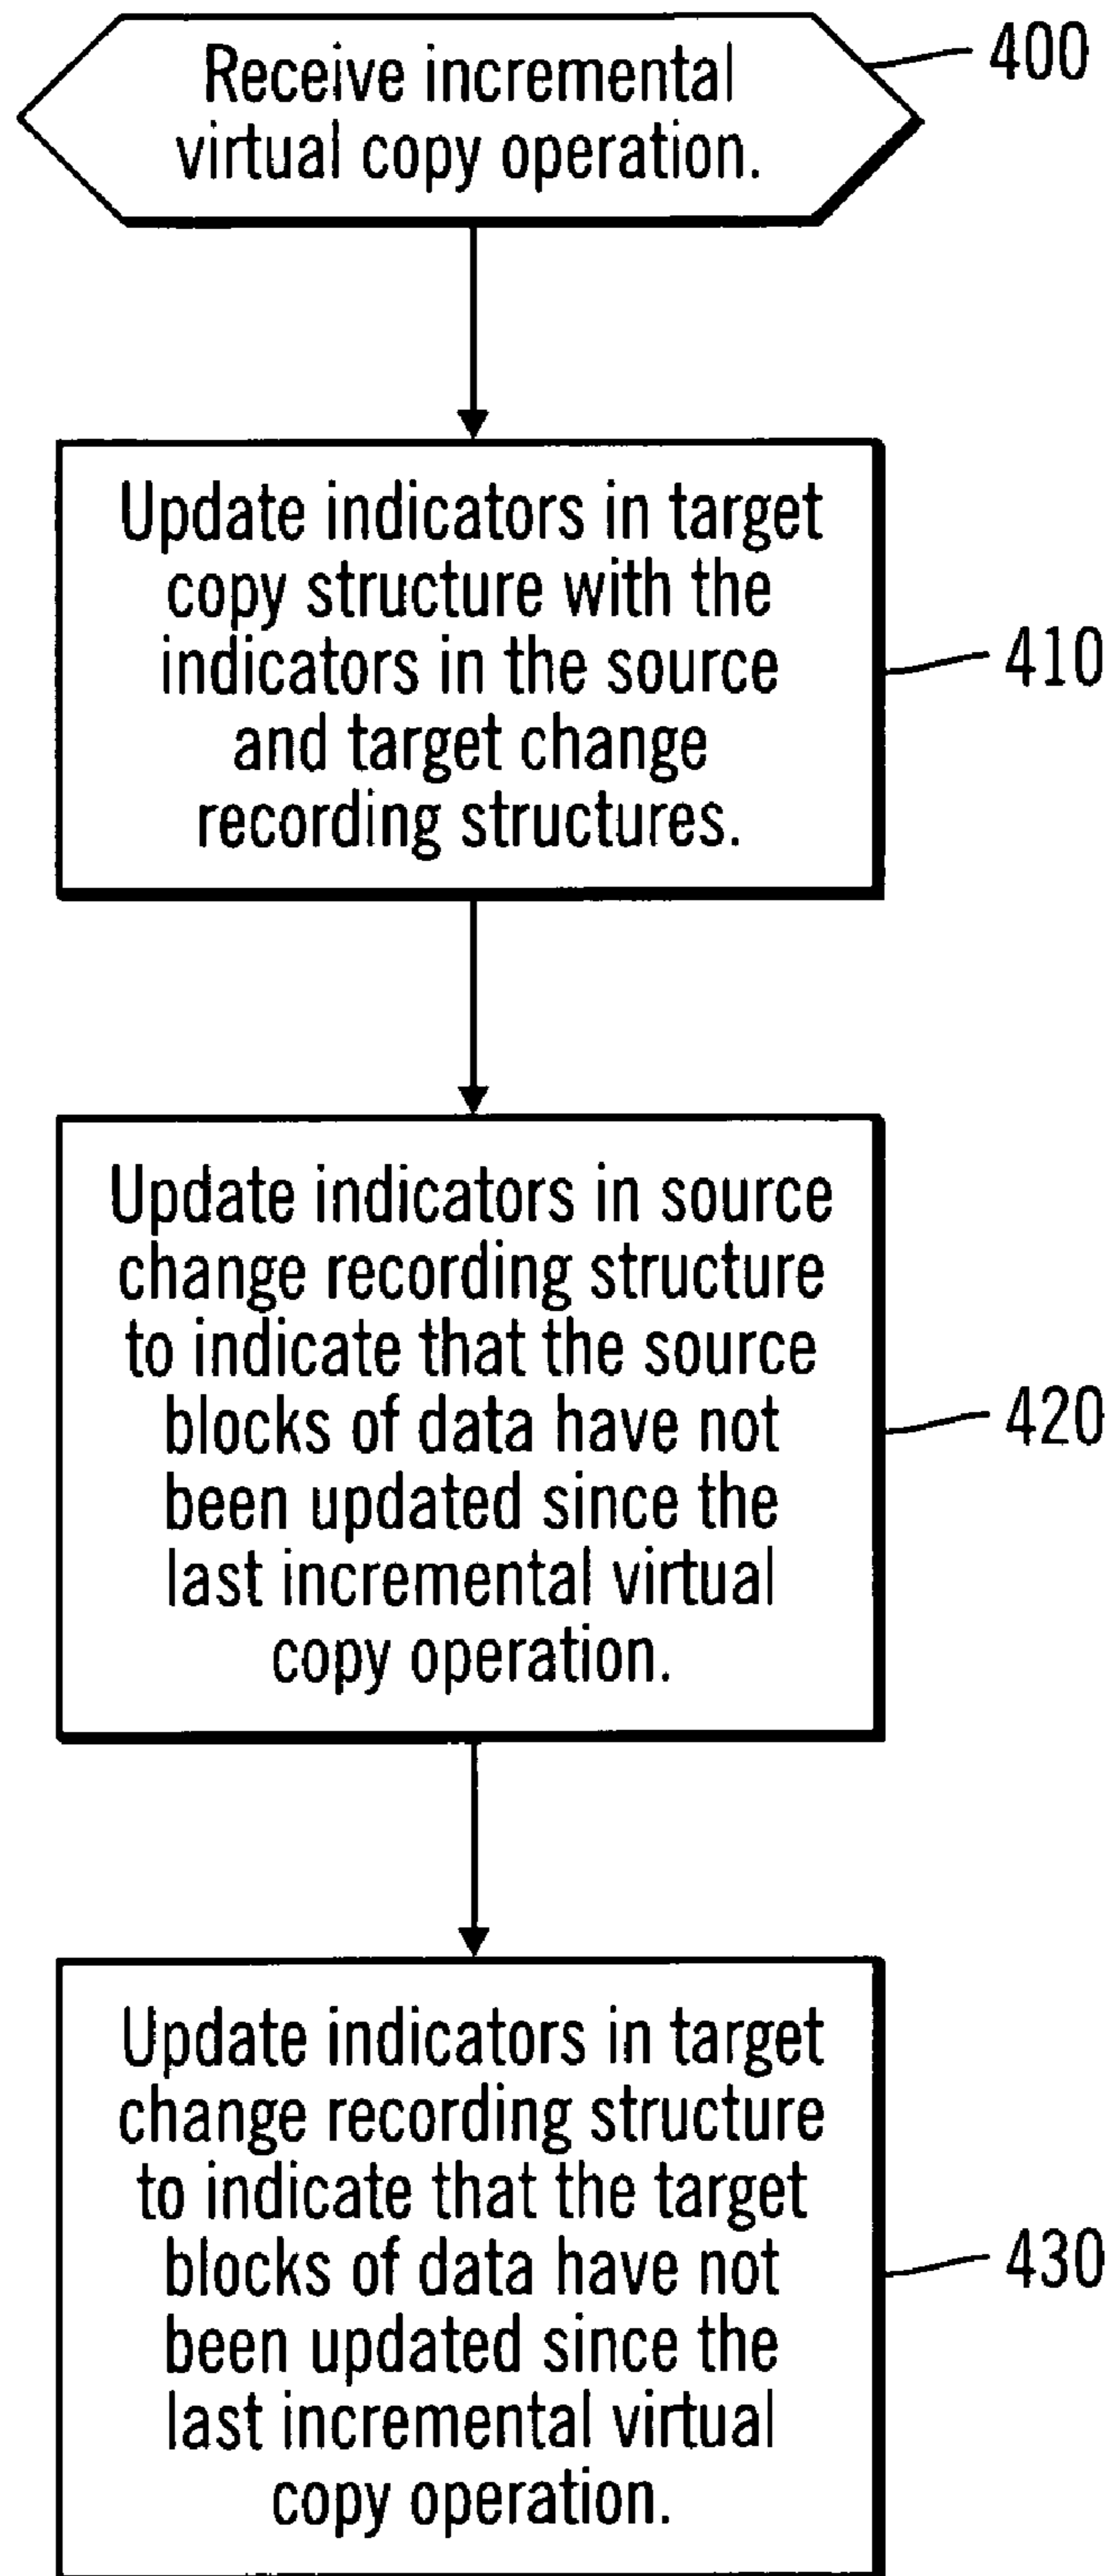 Receive incremental
virtual copy operation.
400
Update indicators in target
copy structure with the
indicators in the source
and target change
recording structures.
410
Update indicators in source
change recording structure
to indicate that the source
blocks of data have not
been updated since the
last incremental virtual
copy operation.
420
Update indicators in target
change recording structure
to indicate that the target
blocks of data have not
been updated since the
last incremental virtual
copy operation.
430